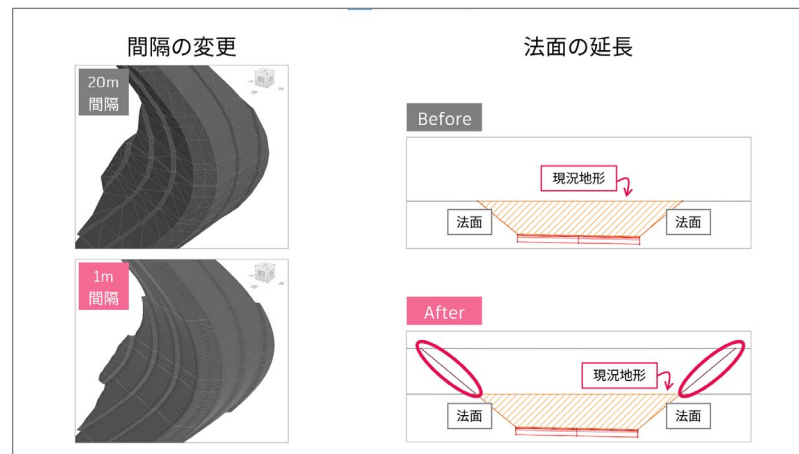 間隔の変更
20m
間隔
1m
間隔
法面の延長
Before
現況地形
法面
法面
After
現況地形
法面
法面